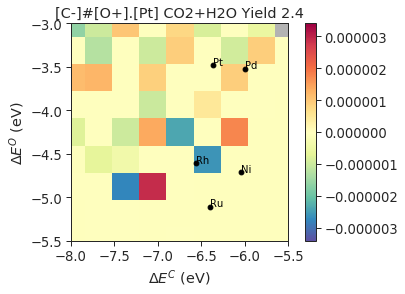 [C-]#[O+].[Pt] CO2+H2O Yield 2.4
−3.0
−3.5
−4.0
−4.5
−5.0
−5.5
ΔE^O (eV)
Pt
Pd
Rh
Ni
Ru
−8.0 −7.5 −7.0 −6.5 −6.0 −5.5
ΔE^C (eV)
0.000003
0.000002
0.000001
0.000000
−0.000001
−0.000002
−0.000003